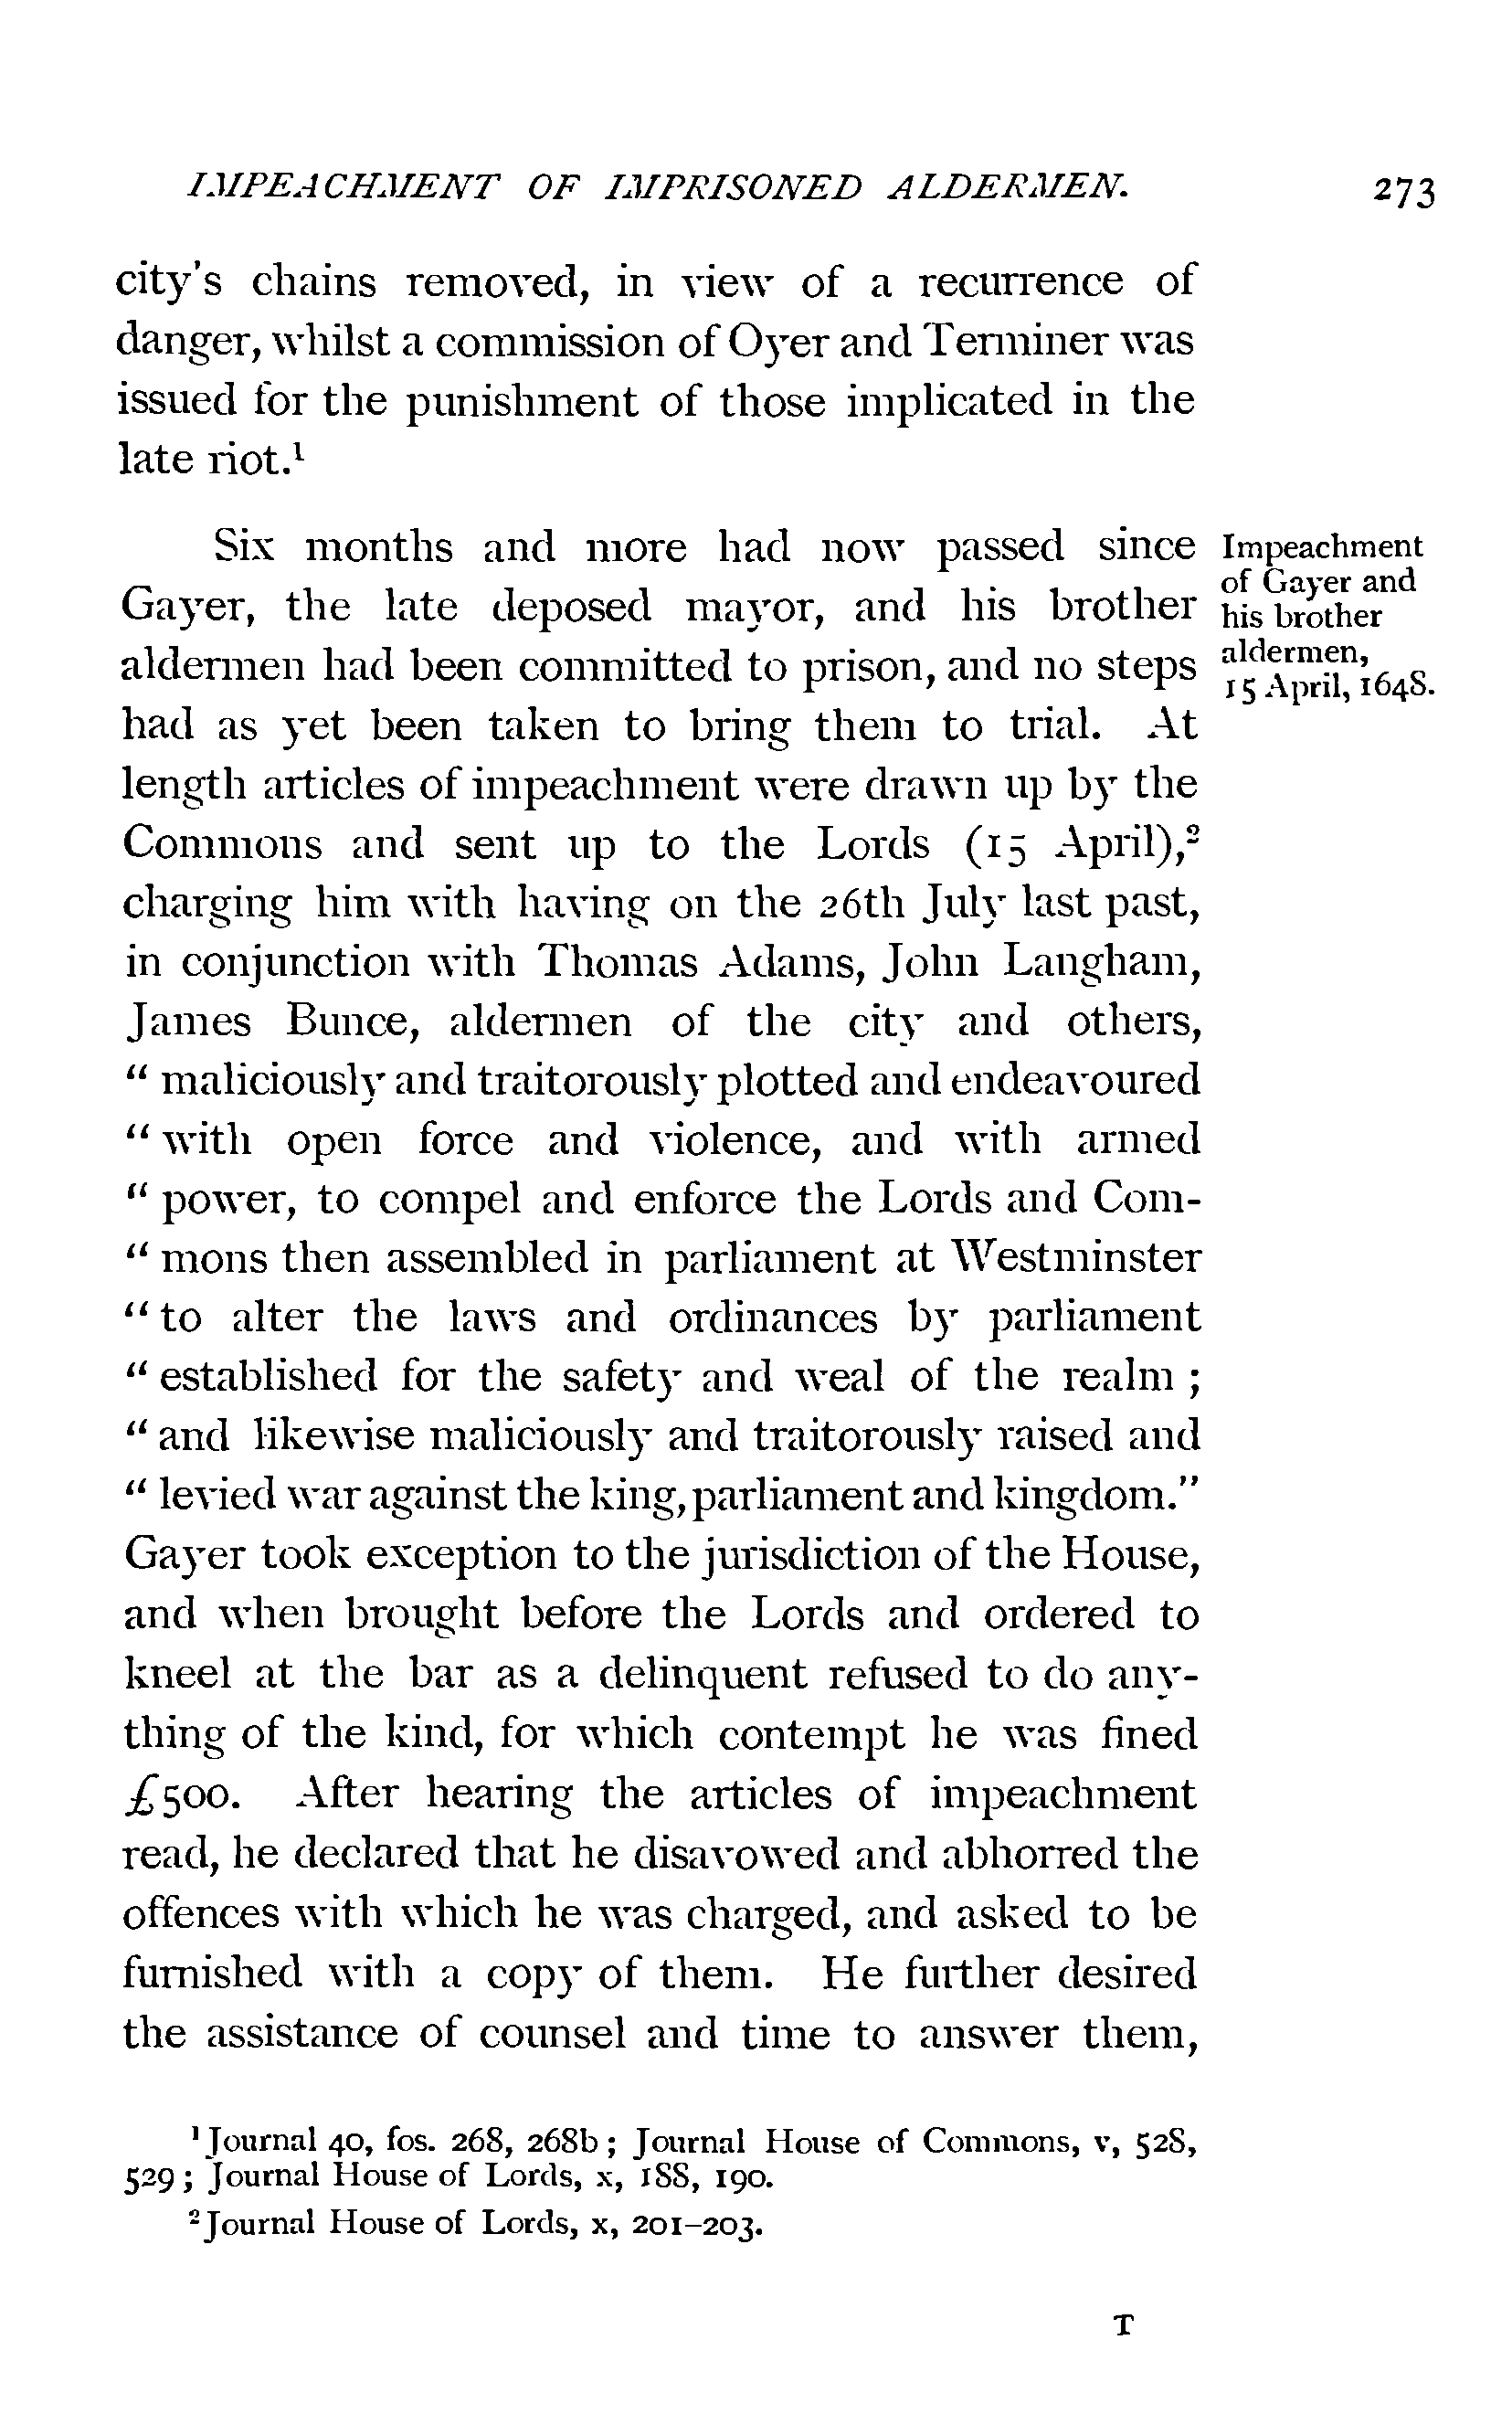 IMPEACHMENT OF IMPRISONED ALDERMEN. 273
city's chains removed, in view of a recurrence of
danger, whilst a commission of Oyer and Terminer was
issued for the punishment of those implicated in the
late riot.¹
Six months and more had now passed since
Gayer, the late deposed mayor, and his brother
aldermen had been committed to prison, and no steps
had as yet been taken to bring them to trial. At
length articles of impeachment were drawn up by the
Commons and sent up to the Lords (15 April),²
charging him with having on the 26th July last past,
in conjunction with Thomas Adams, John Langham,
James Bunce, aldermen of the city and others,
" maliciously and traitorously plotted and endeavoured
" with open force and violence, and with armed
" power, to compel and enforce the Lords and Com-
" mons then assembled in parliament at Westminster
" to alter the laws and ordinances by parliament
" established for the safety and weal of the realm ;
" and likewise maliciously and traitorously raised and
" levied war against the king, parliament and kingdom."
Gayer took exception to the jurisdiction of the House,
and when brought before the Lords and ordered to
kneel at the bar as a delinquent refused to do any-
thing of the kind, for which contempt he was fined
£500. After hearing the articles of impeachment
read, he declared that he disavowed and abhorred the
offences with which he was charged, and asked to be
furnished with a copy of them. He further desired
the assistance of counsel and time to answer them,
Impeachment
of Gayer and
his brother
aldermen,
15 April, 1648.
¹ Journal 40, fos. 268, 268b ; Journal House of Commons, v, 528,
529 ; Journal House of Lords, x, 188, 190.
² Journal House of Lords, x, 201–203.
T